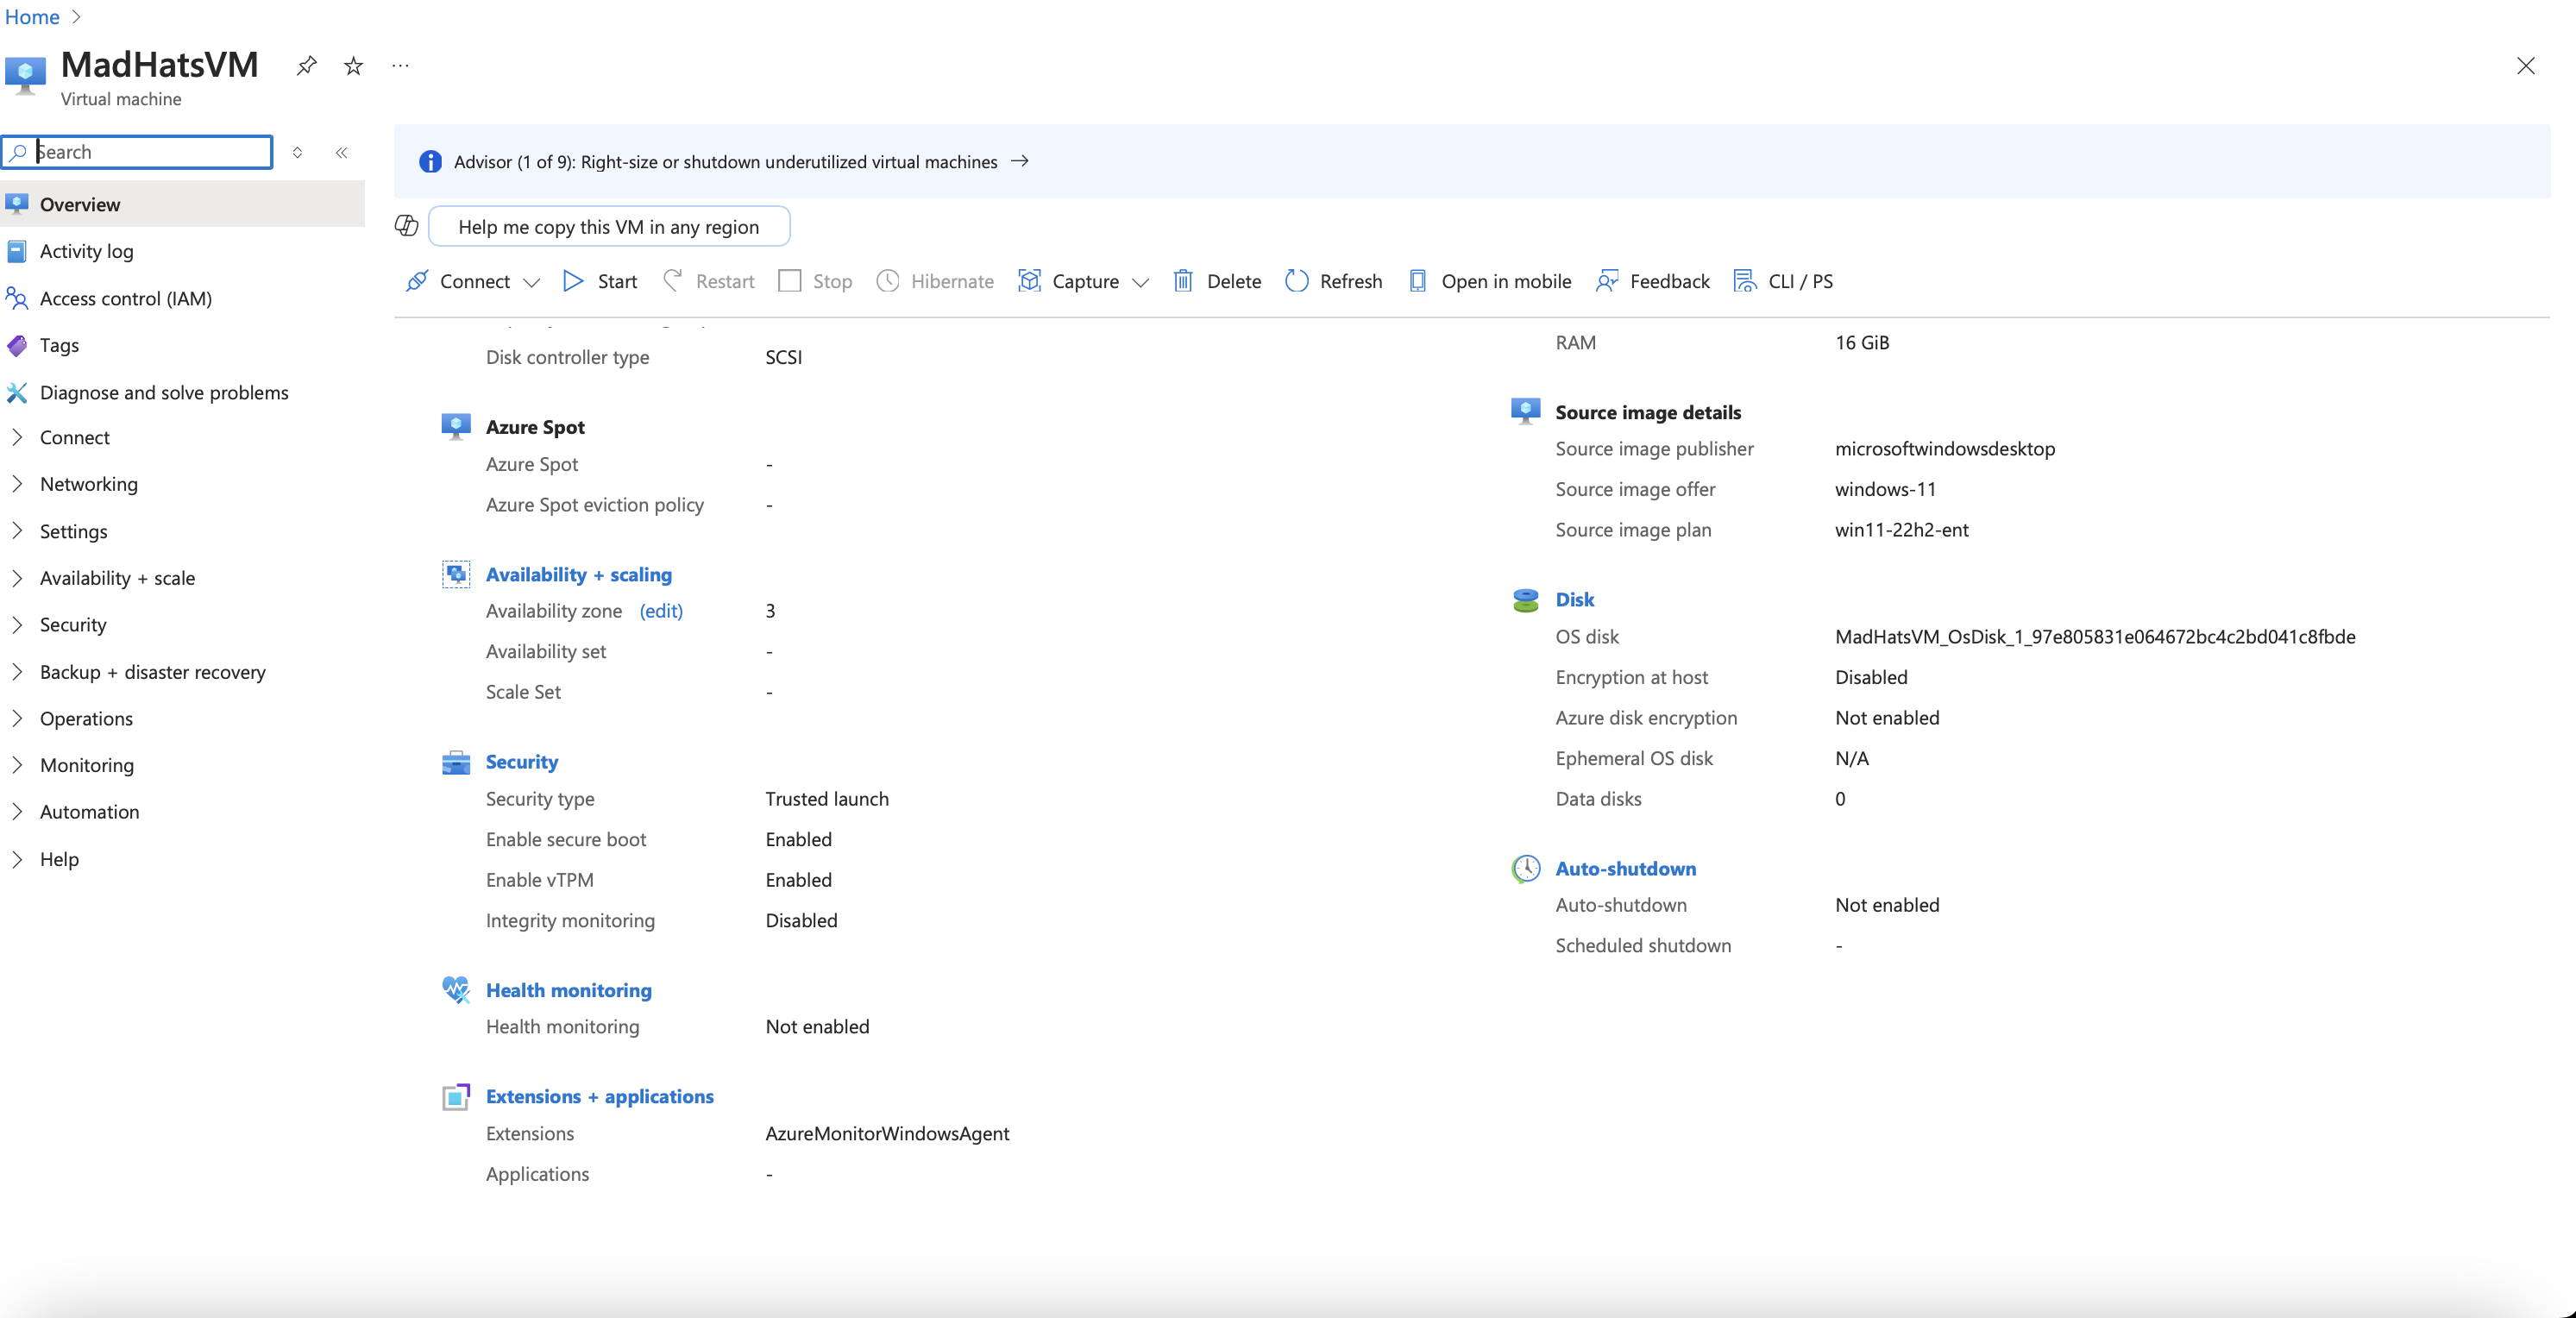 Home
MadHatsVM
Virtual machine
Search
Overview
Activity log
Access control (IAM)
Tags
Diagnose and solve problems
Connect
Networking
Settings
Availability + scale
Security
Backup + disaster recovery
Operations
Monitoring
Automation
Help
Advisor (1 of 9): Right-size or shutdown underutilized virtual machines →
Help me copy this VM in any region
Connect Start Restart Stop Hibernate Capture Delete Refresh Open in mobile Feedback CLI / PS
Disk controller type SCSI
Azure Spot
Azure Spot -
Azure Spot eviction policy -
Availability + scaling
Availability zone (edit) 3
Availability set -
Scale Set -
Security
Security type Trusted launch
Enable secure boot Enabled
Enable vTPM Enabled
Integrity monitoring Disabled
Health monitoring
Health monitoring Not enabled
Extensions + applications
Extensions AzureMonitorWindowsAgent
Applications -
RAM 16 GiB
Source image details
Source image publisher microsoftwindowsdesktop
Source image offer windows-11
Source image plan win11-22h2-ent
Disk
OS disk MadHatsVM_OsDisk_1_97e805831e064672bc4c2bd041c8fbde
Encryption at host Disabled
Azure disk encryption Not enabled
Ephemeral OS disk N/A
Data disks 0
Auto-shutdown
Auto-shutdown Not enabled
Scheduled shutdown -